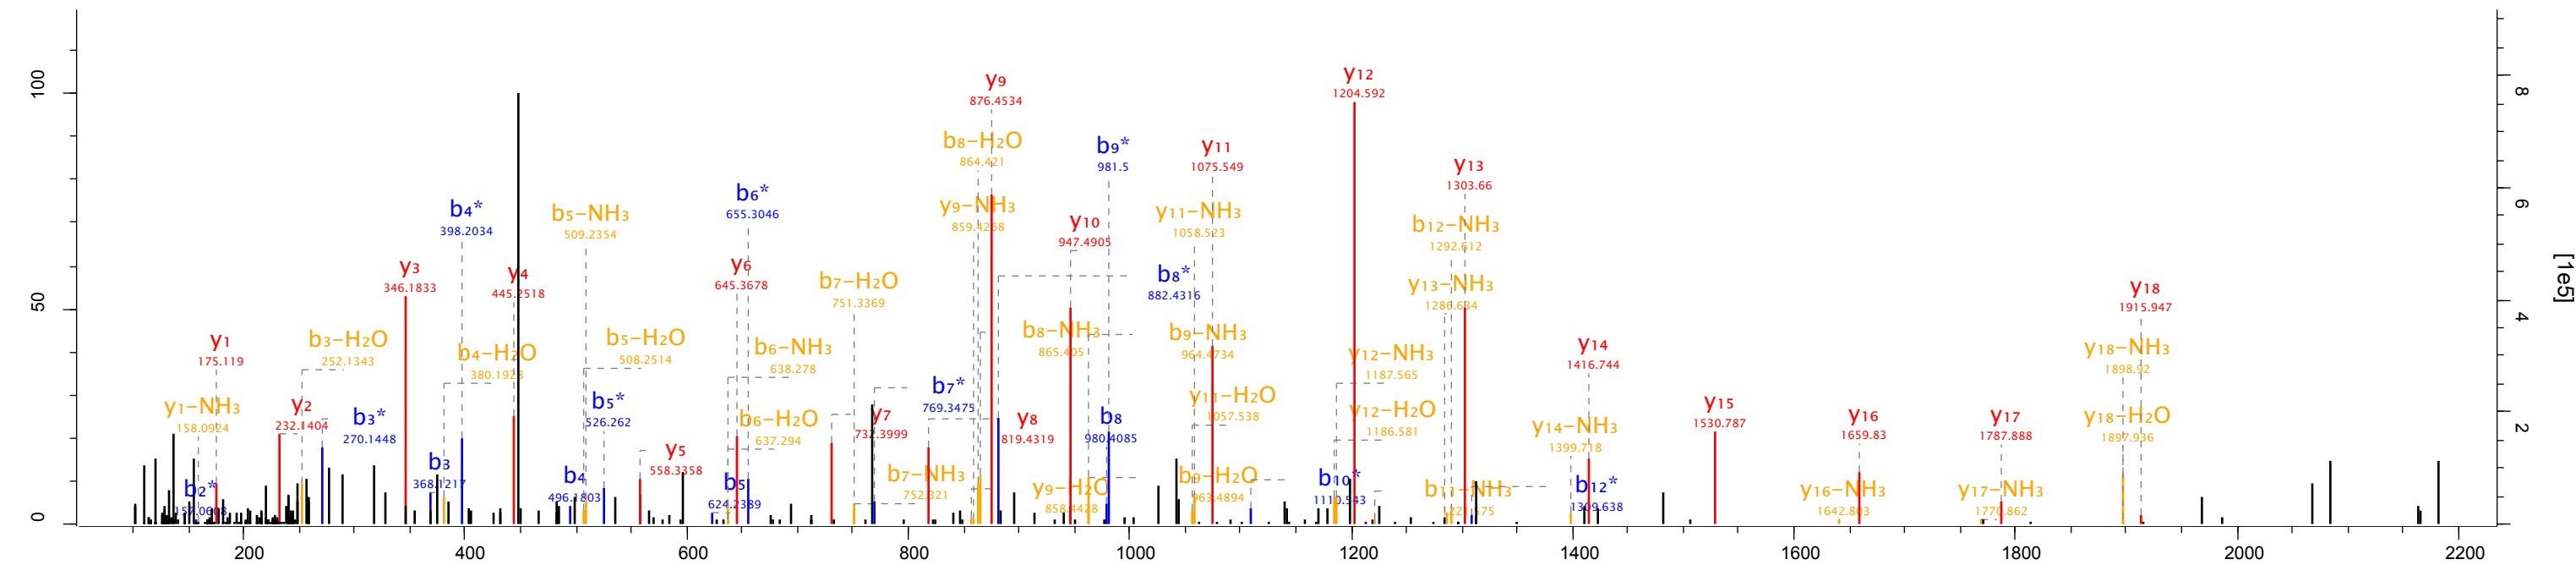 y12
1204.592
y9
876.4534
b8-H2O
864.421
b9*
981.5
y11
1075.549
y13
1303.66
b6*
655.3046
b4*
398.2034
b5-NH3
509.2354
y9-NH3
859.4268
y10
947.4905
y11-NH3
1058.523
b12-NH3
1292.612
y3
346.1833
y4
445.2518
y6
645.3678
b7-H2O
751.3369
b8*
882.4316
y13-NH3
1286.634
y18
1915.947
y1
175.119
b3-H2O
252.1343
b4-H2O
380.1928
b5-H2O
508.2514
b6-NH3
638.278
b8-NH3
865.405
b9-NH3
964.4734
y12-NH3
1187.565
y14
1416.744
y18-NH3
1898.92
y1-NH3
158.0924
y2
232.1404
b3*
270.1448
b5*
526.262
b6-H2O
637.294
b7*
769.3475
y7
732.3999
y8
819.4319
b8
980.4085
y11-H2O
1057.538
y12-H2O
1186.581
y14-NH3
1399.718
y15
1530.787
y16
1659.83
y17
1787.888
y18-H2O
1897.936
b2*
157.0608
b3
368.1217
b4
496.1803
y5
558.3358
b5
624.2389
b7-NH3
752.321
y9-H2O
858.4428
b9-H2O
963.4894
b10*
1110.543
b11-NH3
b12*
1309.638
y16-NH3
1642.803
y17-NH3
1770.862
100
50
0
8
6
4
2
[1e5]
200 400 600 800 1000 1200 1400 1600 1800 2000 2200